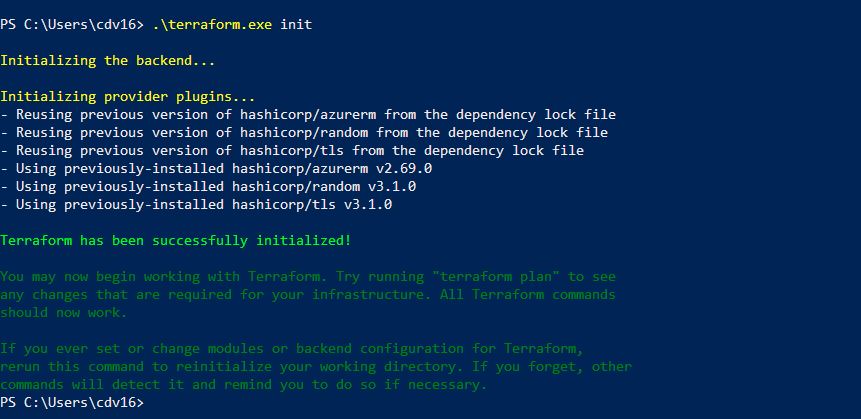 PS C:\Users\cdv16> .\terraform.exe init
Initializing the backend...
Initializing provider plugins...
- Reusing previous version of hashicorp/azurerm from the dependency lock file
- Reusing previous version of hashicorp/random from the dependency lock file
- Reusing previous version of hashicorp/tls from the dependency lock file
- Using previously-installed hashicorp/azurerm v2.69.0
- Using previously-installed hashicorp/random v3.1.0
- Using previously-installed hashicorp/tls v3.1.0
Terraform has been successfully initialized!
You may now begin working with Terraform. Try running "terraform plan" to see
any changes that are required for your infrastructure. All Terraform commands
should now work.
If you ever set or change modules or backend configuration for Terraform,
rerun this command to reinitialize your working directory. If you forget, other
commands will detect it and remind you to do so if necessary.
PS C:\Users\cdv16>